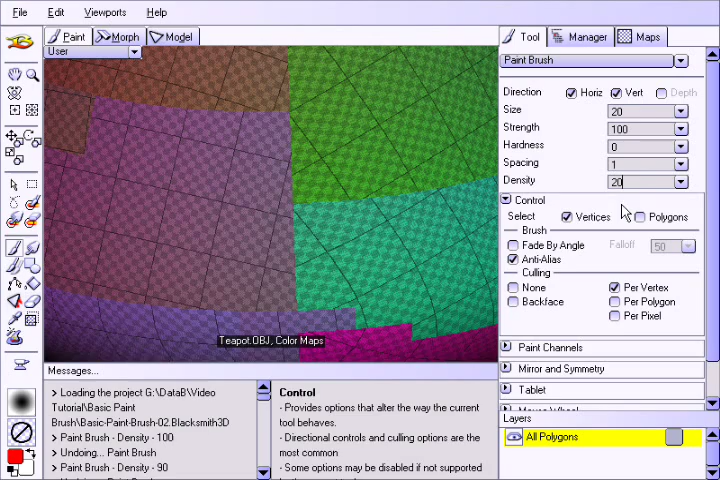 File Edit Viewports Help
Paint Morph Model Tool Manager Maps
User
Paint Brush
Direction Horiz Vert Depth
Size 20
Strength 100
Hardness 0
Spacing 1
Density 20
Control
Select Vertices Polygons
Brush
Fade By Angle Falloff 50
Anti-Alias
Culling
None Per Vertex
Backface Per Polygon
Per Pixel
Teapot.OBJ, Color Maps
Paint Channels
Mirror and Symmetry
Tablet
Mouse Wheel
Messages...
> Loading the project G:\DataB\Video
Tutorial\Basic Paint
Brush\Basic-Paint-Brush-02.Blacksmith3D
> Paint Brush - Density - 100
> Undoing... Paint Brush
> Paint Brush - Density - 90
Control
- Provides options that alter the way the current
tool behaves.
- Directional controls and culling options are the
most common
- Some options may be disabled if not supported
Layers
All Polygons